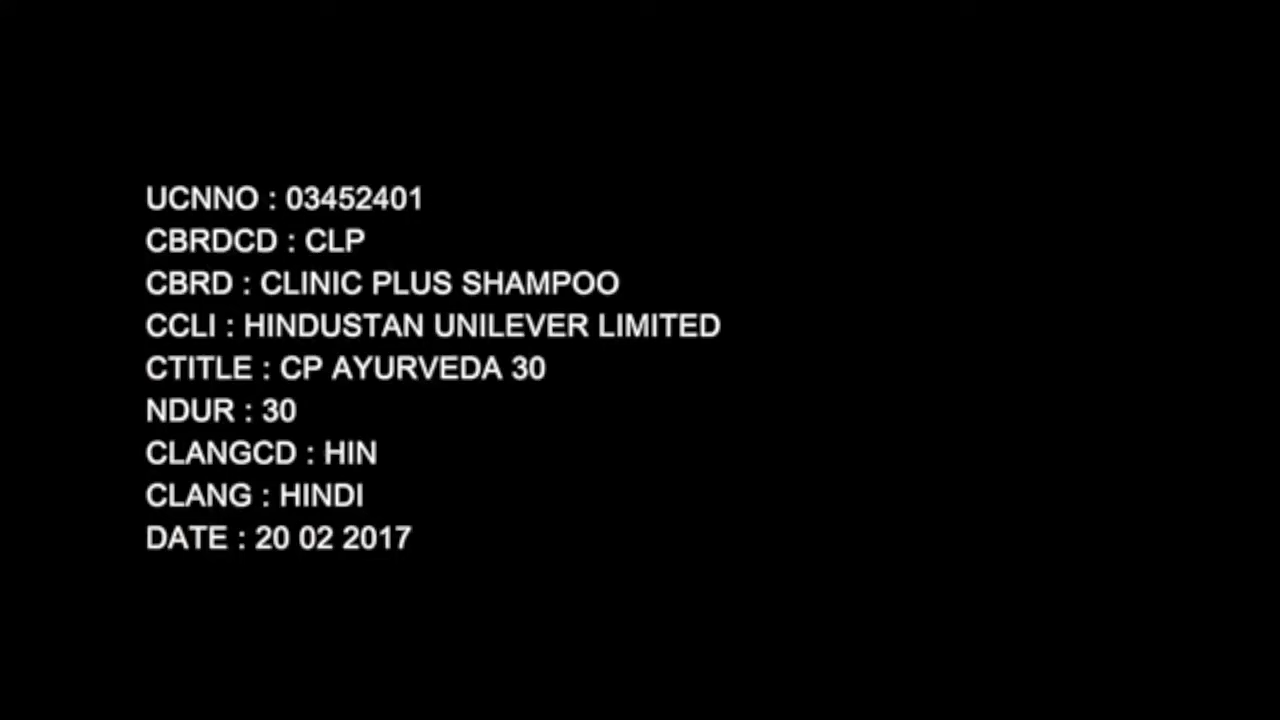 UCNNO : 03452401
CBRDCD : CLP
CBRD : CLINIC PLUS SHAMPOO
CCLI : HINDUSTAN UNILEVER LIMITED
CTITLE : CP AYURVEDA 30
NDUR : 30
CLANGCD : HIN
CLANG : HINDI
DATE : 20 02 2017